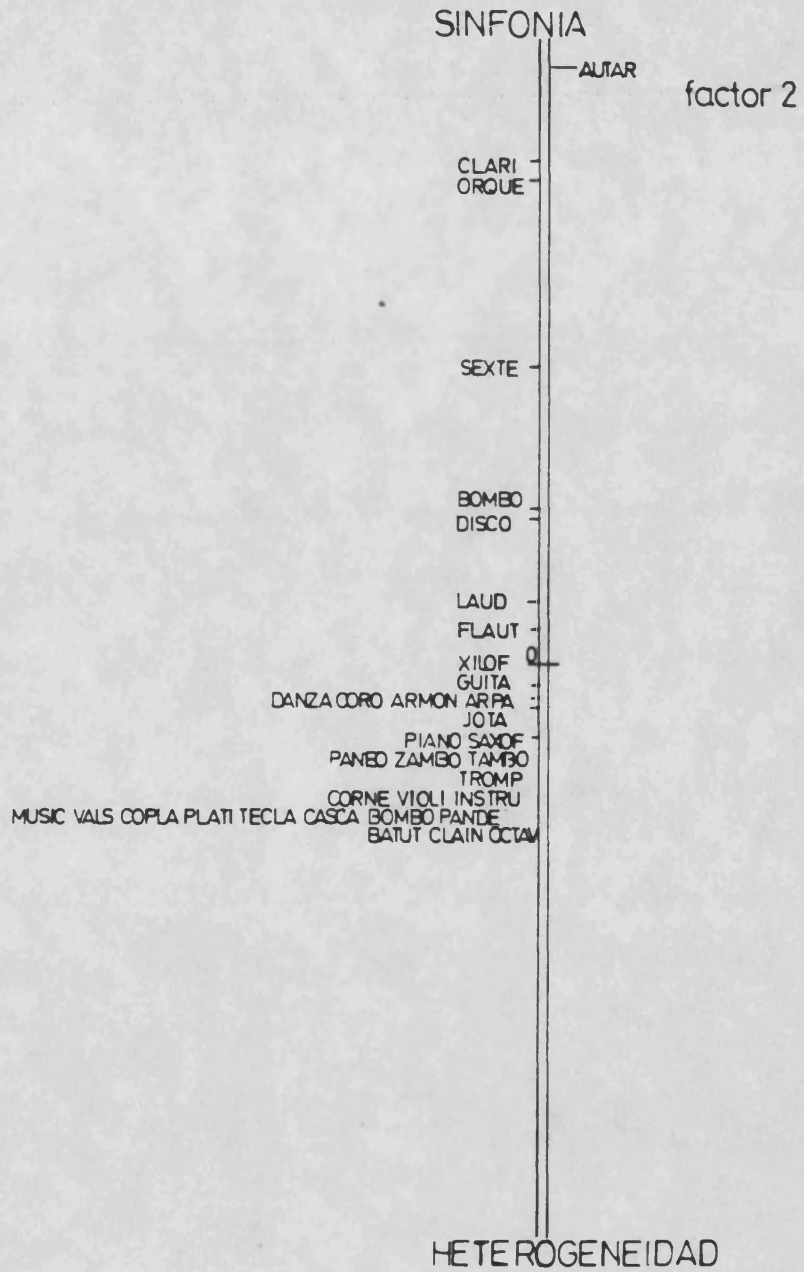 SINFONIA
AUTAR
factor 2
CLARI
ORQUE
SEXTE
BOMBO
DISCO
LAUD
FLAUT
XILOF 0
GUITA
DANZA CORO ARMON ARPA
JOTA
PIANO SAXOF
PANEO ZAMBO TAMBO
TROMP
CORNE VIOLI INSTRU
MUSIC VALS COPLA PLATI TECLA CASCA BOMBO PANDE
BATUT CLAIN OCTAV
HETEROGENEIDAD